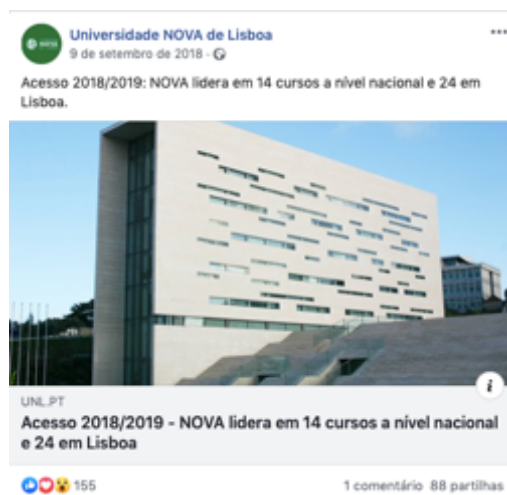 Universidade NOVA de Lisboa
9 de setembro de 2018 ·
Acesso 2018/2019: NOVA lidera em 14 cursos a nível nacional e 24 em
Lisboa.
i
UNL.PT
Acesso 2018/2019 - NOVA lidera em 14 cursos a nível nacional
e 24 em Lisboa
155
1 comentário 88 partilhas